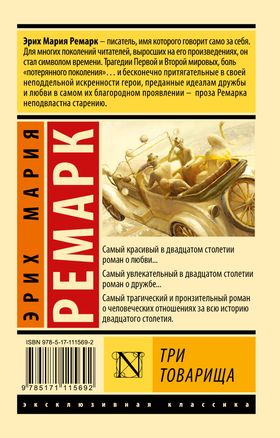 Эрих Мария Ремарк – писатель, имя которого говорит само за себя.
Для многих поколений читателей, выросших на его произведениях, он
стал символом времени. Трагедии Первой и Второй мировых, боль
«потерянного поколения»… и бесконечно притягательные в своей
неподдельной искренности герои, преданные идеалам дружбы
и любви в самом их благородном проявлении – проза Ремарка
неподвластна старению.
ЭРИХ МАРИЯ
РЕМАРК
Самый красивый в двадцатом столетии
роман о любви...
Самый увлекательный в двадцатом столетии
роман о дружбе...
Самый трагический и пронзительный роман
о человеческих отношениях за всю историю
двадцатого столетия.
ISBN 978-5-17-111569-2
9785171115692
N
ТРИ
ТОВАРИЩА
эксклюзивная классика